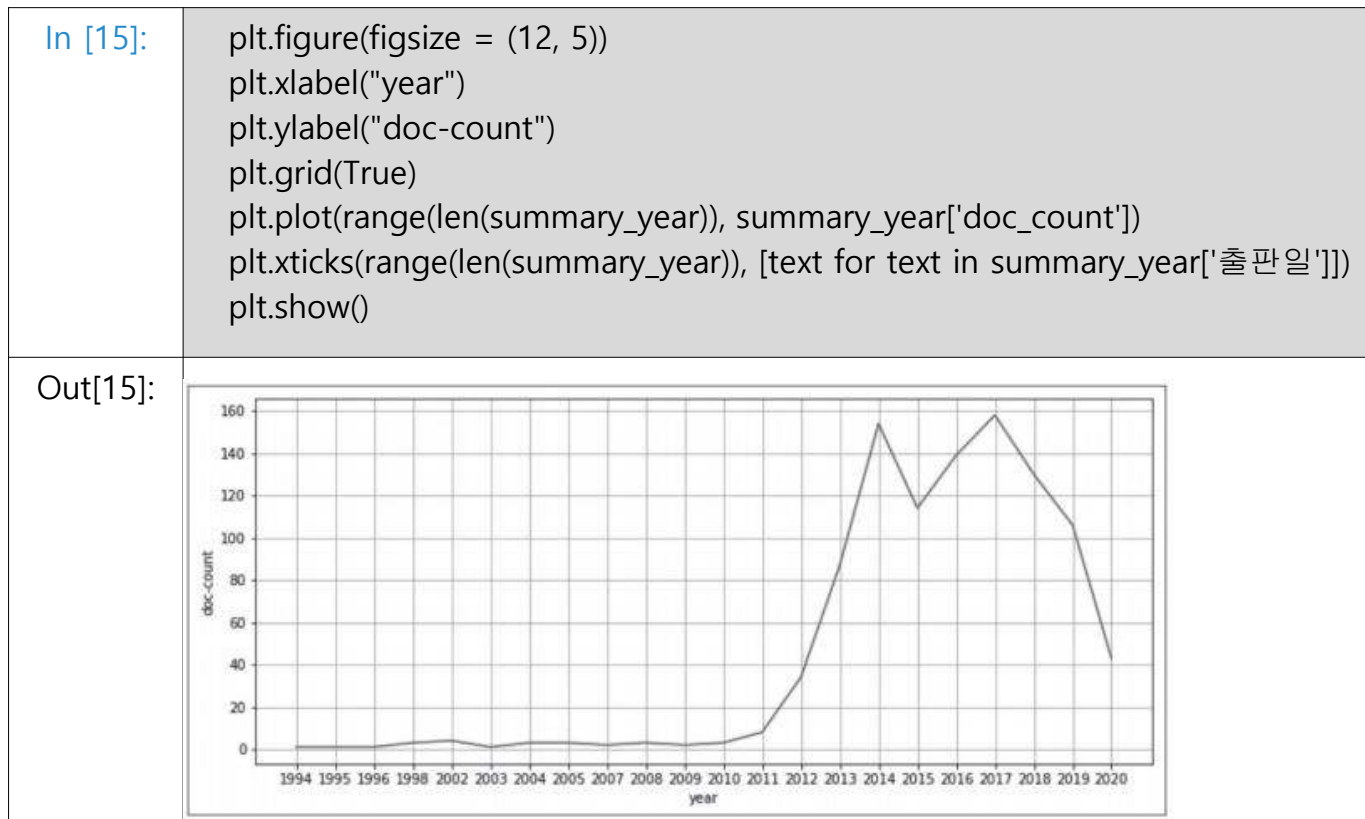 In [15]:
plt.figure(figsize = (12, 5))
plt.xlabel("year")
plt.ylabel("doc-count")
plt.grid(True)
plt.plot(range(len(summary_year)), summary_year['doc_count'])
plt.xticks(range(len(summary_year)), [text for text in summary_year['출판일']])
plt.show()
Out[15]:
160
140
120
100
80
60
40
20
0
doc-count
1994 1995 1996 1998 2002 2003 2004 2005 2007 2008 2009 2010 2011 2012 2013 2014 2015 2016 2017 2018 2019 2020
year